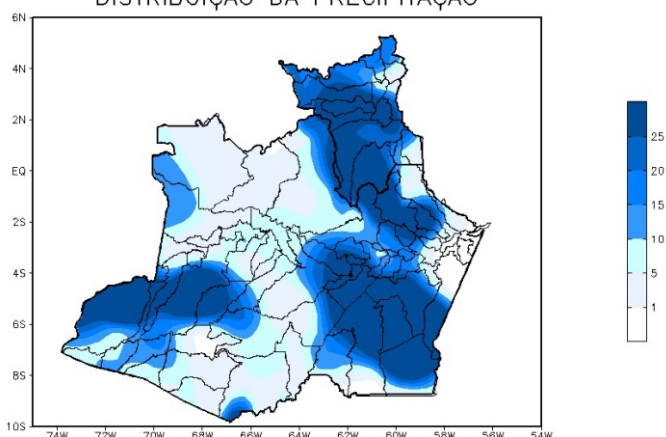 DISTRIBUIÇÃO DA PRECIPITAÇÃO
6N
4N
2N
EQ
2S
4S
6S
8S
10S
74W 72W 70W 68W 66W 64W 62W 60W 58W 56W 54W
25
20
15
10
5
1